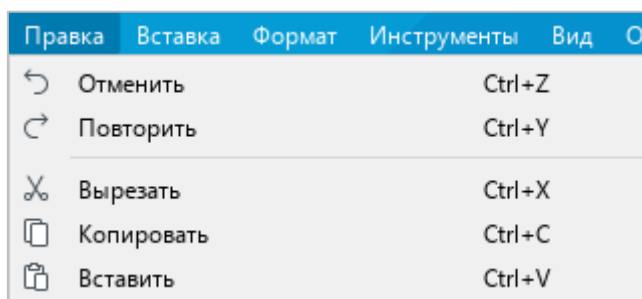 Правка Вставка Формат Инструменты Вид
Отменить Ctrl+Z
Повторить Ctrl+Y
Вырезать Ctrl+X
Копировать Ctrl+C
Вставить Ctrl+V